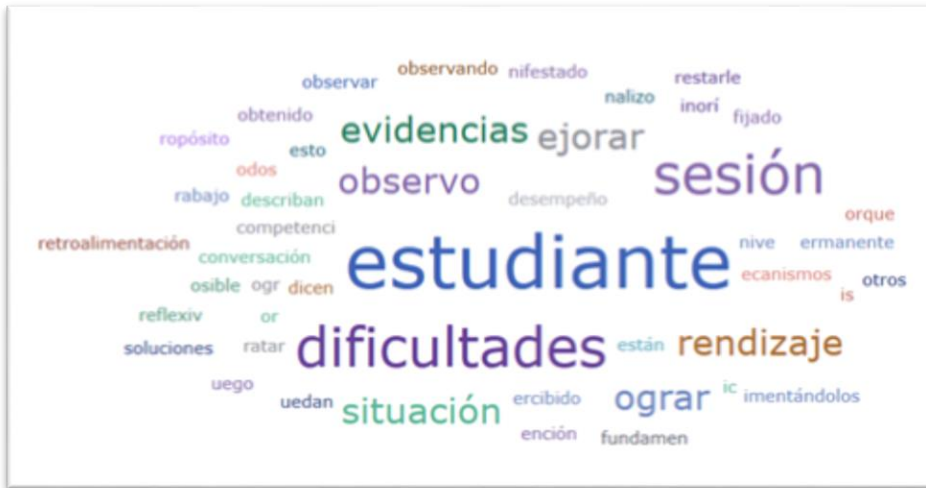 observando nifestado
observar restarle
nalizo inorí
obtenido fijado
evidencias ejorar
ropósito
esto
odos observo sesión
rabajo describan desempeño
competenci orque
retroalimentación estudiante nive ermanente
conversación
ecanismos otros
osible ogr dicen is
reflexiv or
soluciones ratar dificultades están rendizaje
uego ic
uedan situación ercibido ograr imentándolos
ención fundamen